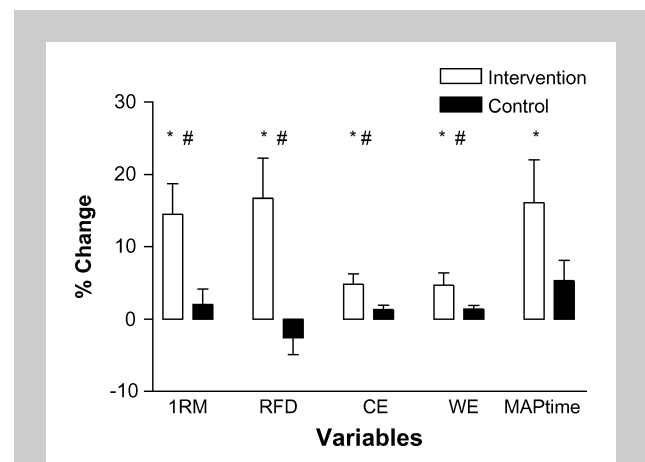 Intervention
Control
30
* # * # *# * # *
20
10
0
-10
% Change
1RM RFD CE WE MAPtime
Variables